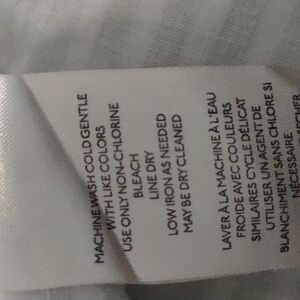 MACHINE WASH COLD GENTLE
WITH LIKE COLORS
USE ONLY NON-CHLORINE
BLEACH
LINE DRY
LOW IRON AS NEEDED
MAY BE DRYCLEANED
LAVER À LA MACHINE À L'EAU
FROIDE AVEC COULEURS
SIMILAIRES CYCLE DÉLICAT
UTILISER UN AGENT DE
BLANCHIMENT SANS CHLORE SI
NÉCESSAIRE